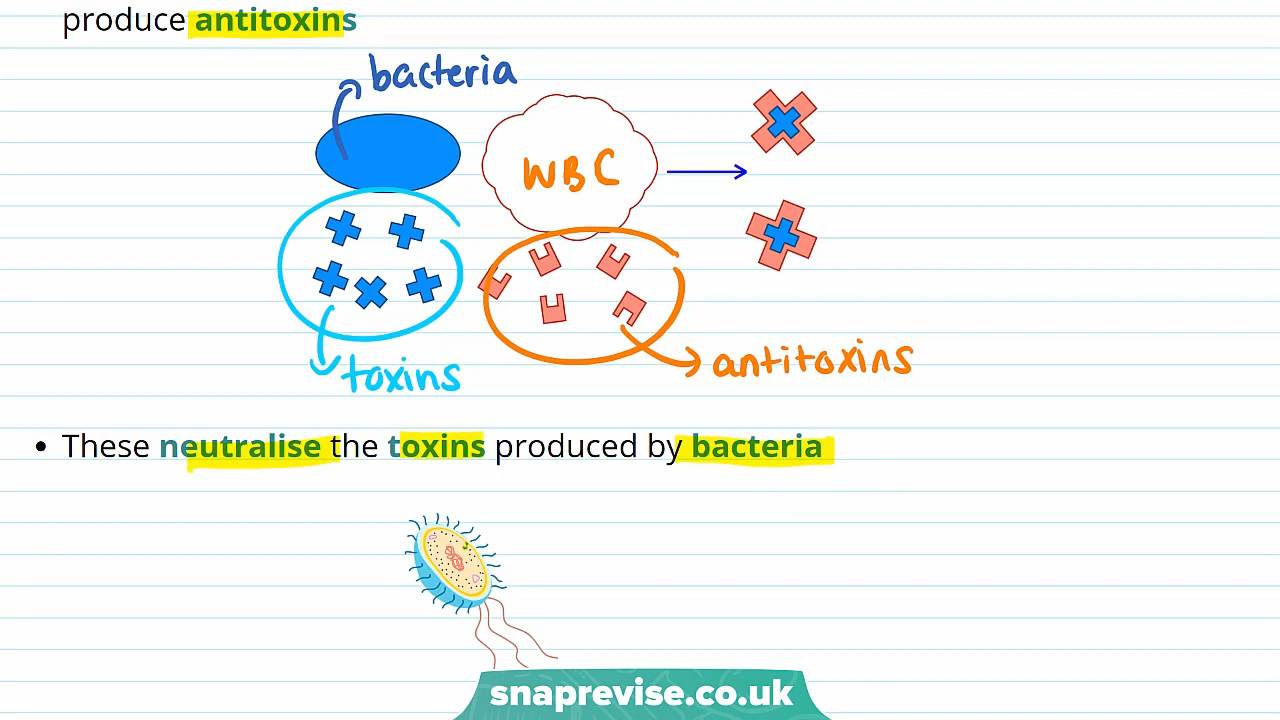 produce antitoxins
bacteria
WBC
toxins
antitoxins
• These neutralise the toxins produced by bacteria
snaprevise.co.uk